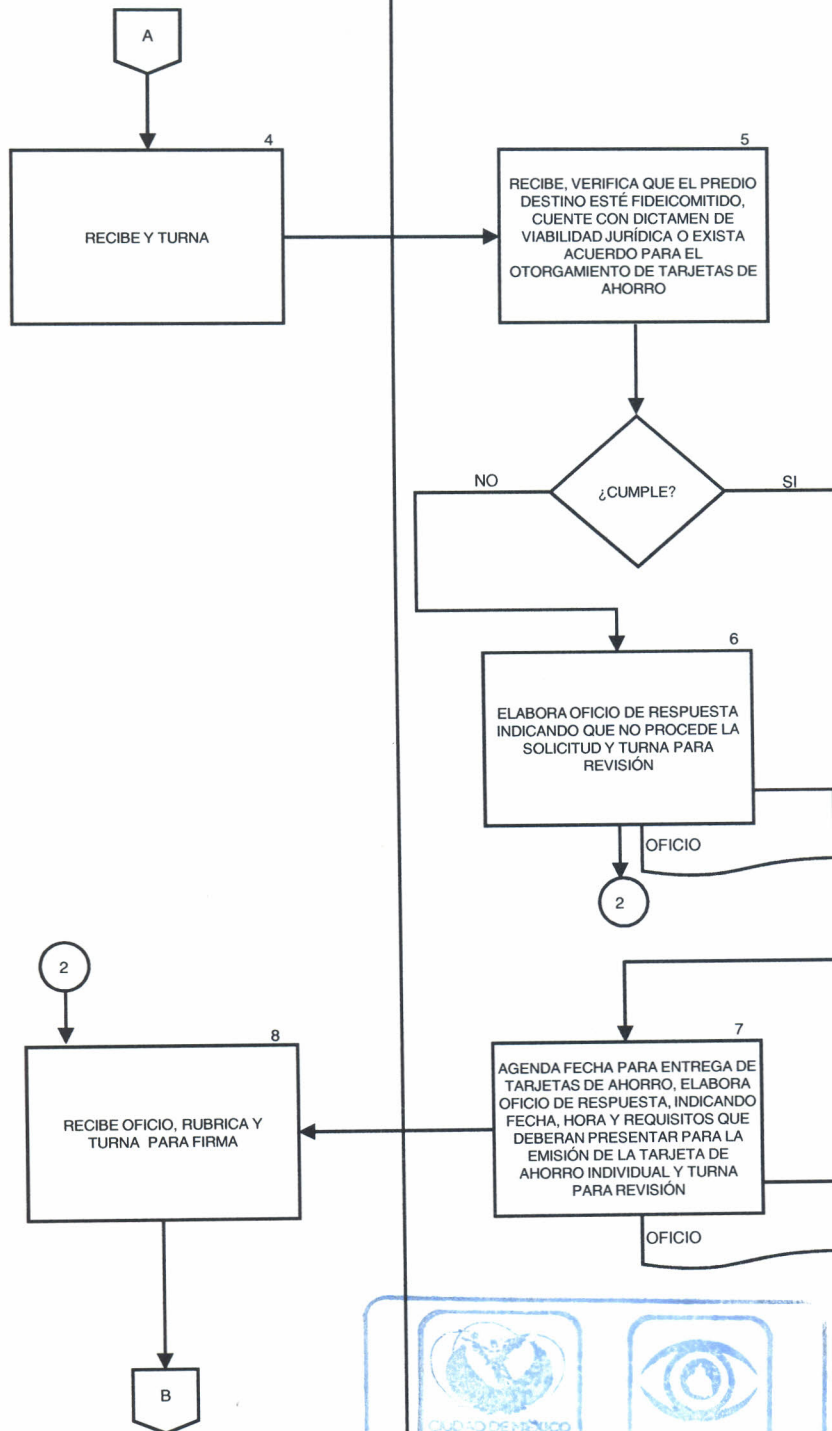 A
4
RECIBE Y TURNA
5
RECIBE, VERIFICA QUE EL PREDIO
DESTINO ESTÉ FIDEICOMITIDO,
CUENTE CON DICTAMEN DE
VIABILIDAD JURÍDICA O EXISTA
ACUERDO PARA EL
OTORGAMIENTO DE TARJETAS DE
AHORRO
¿CUMPLE?
NO
SI
6
ELABORA OFICIO DE RESPUESTA
INDICANDO QUE NO PROCEDE LA
SOLICITUD Y TURNA PARA
REVISIÓN
OFICIO
2
2
8
RECIBE OFICIO, RUBRICA Y
TURNA PARA FIRMA
7
AGENDA FECHA PARA ENTREGA DE
TARJETAS DE AHORRO, ELABORA
OFICIO DE RESPUESTA, INDICANDO
FECHA, HORA Y REQUISITOS QUE
DEBERAN PRESENTAR PARA LA
EMISIÓN DE LA TARJETA DE
AHORRO INDIVIDUAL Y TURNA
PARA REVISIÓN
OFICIO
B
CIUDAD DE MÉXICO